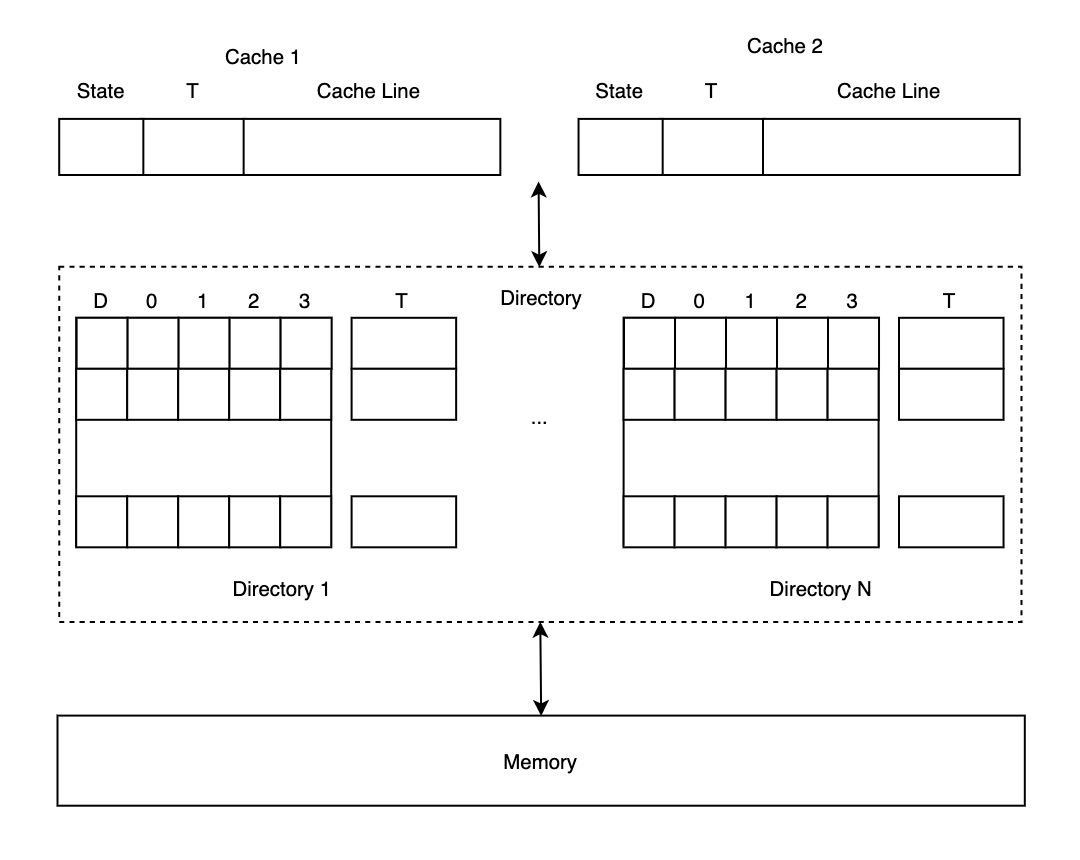 Cache 1
Cache 2
State T Cache Line
State T Cache Line
Directory
D 0 1 2 3 T
D 0 1 2 3 T
...
Directory 1
Directory N
Memory